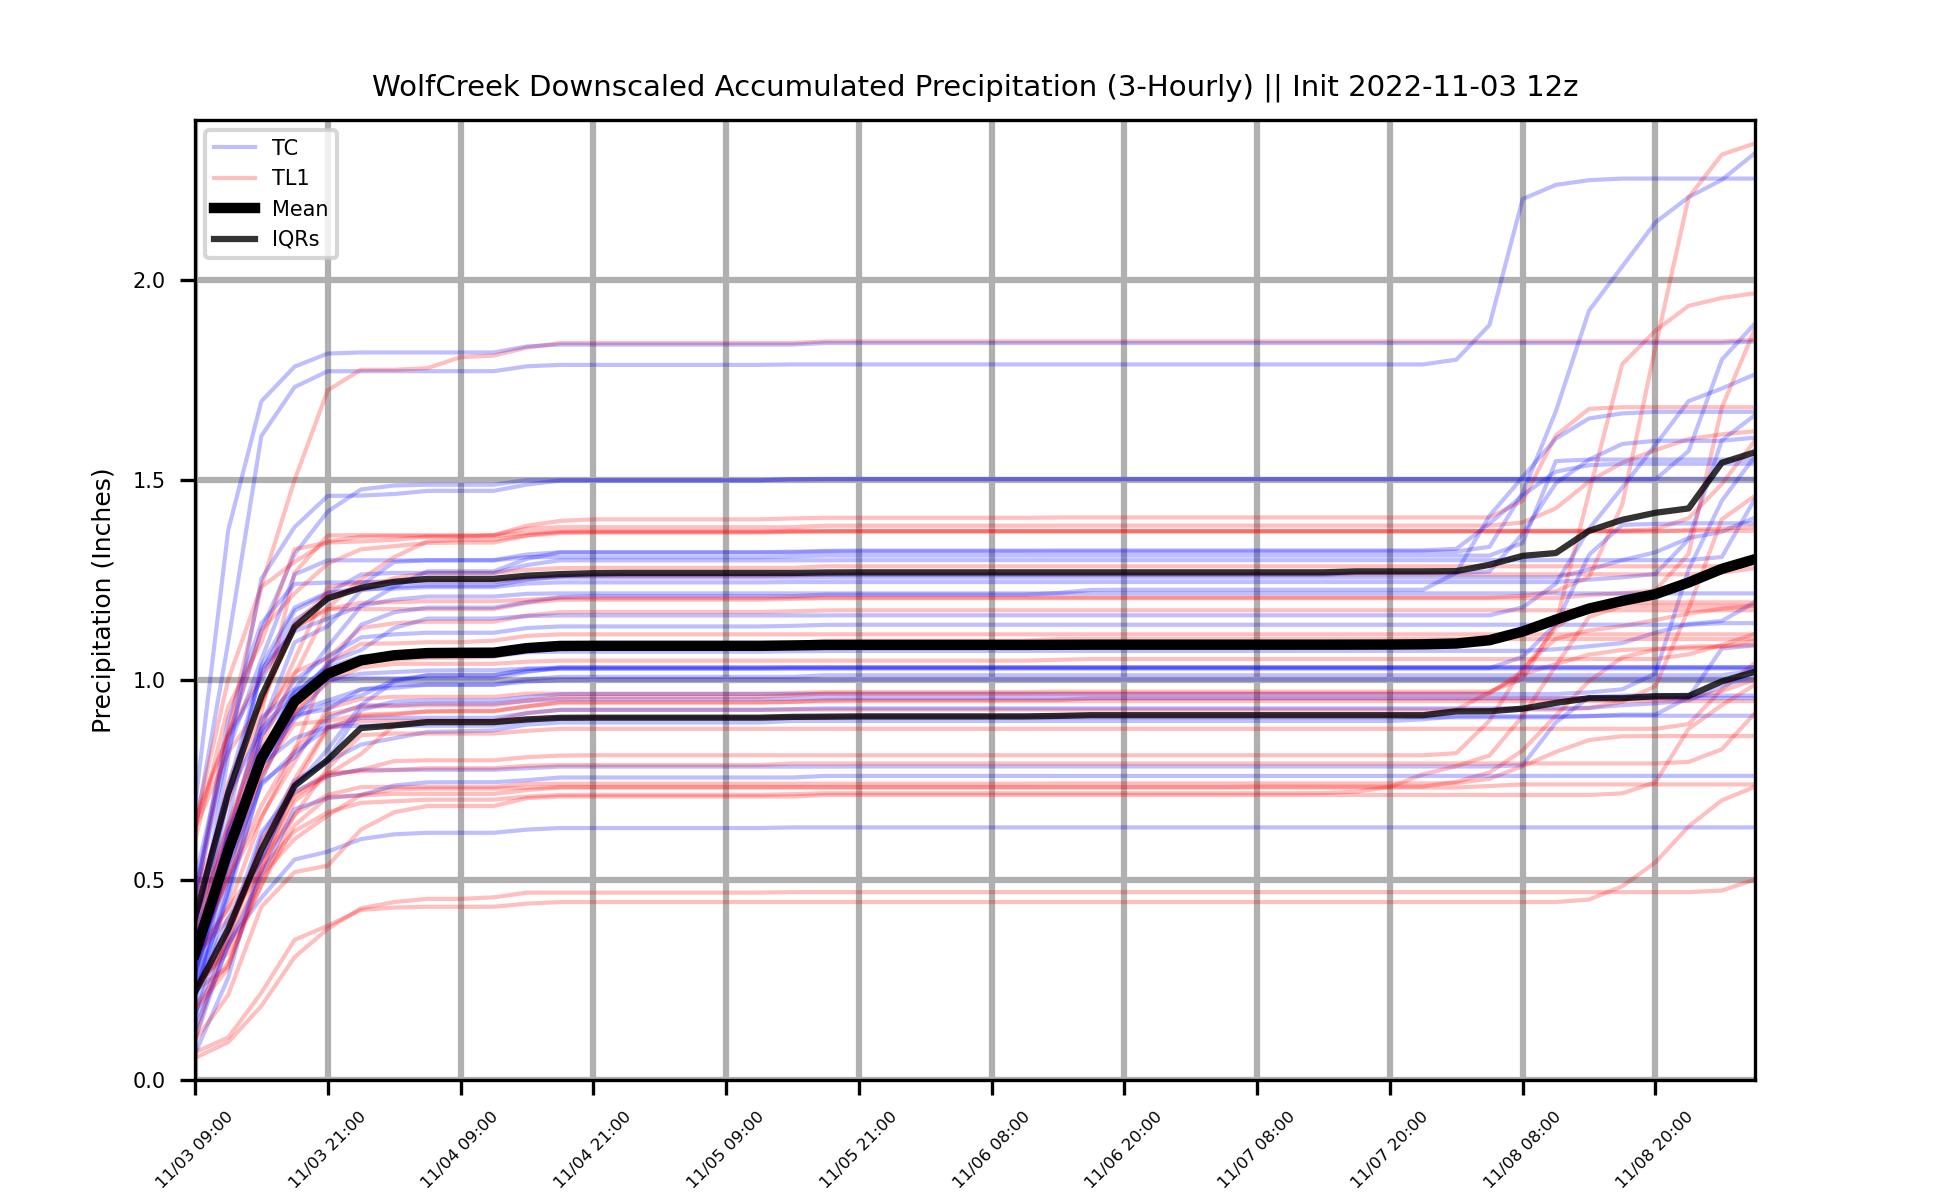 WolfCreek Downscaled Accumulated Precipitation (3-Hourly) || Init 2022-11-03 12z
TC
TL1
Mean
IQRs
Precipitation (Inches)
2.0
1.5
1.0
0.5
0.0
11/03 09:00
11/03 21:00
11/04 09:00
11/04 21:00
11/05 09:00
11/05 21:00
11/06 08:00
11/06 20:00
11/07 08:00
11/07 20:00
11/08 08:00
11/08 20:00